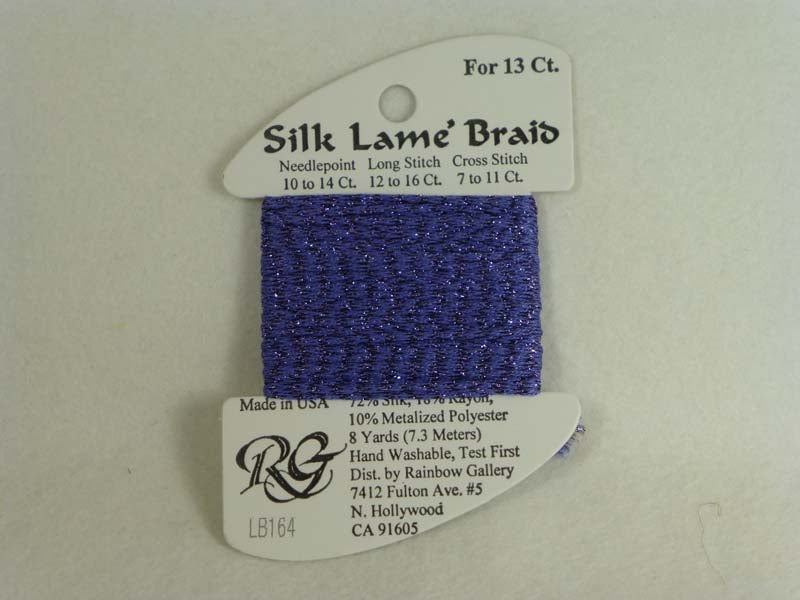 For 13 Ct.
Silk Lame' Braid
Needlepoint Long Stitch Cross Stitch
10 to 14 Ct. 12 to 16 Ct. 7 to 11 Ct.
Made in USA
72% Silk, 18% Rayon,
10% Metalized Polyester
8 Yards (7.3 Meters)
Hand Washable, Test First
Dist. by Rainbow Gallery
7412 Fulton Ave. #5
N. Hollywood
CA 91605
RG
LB164